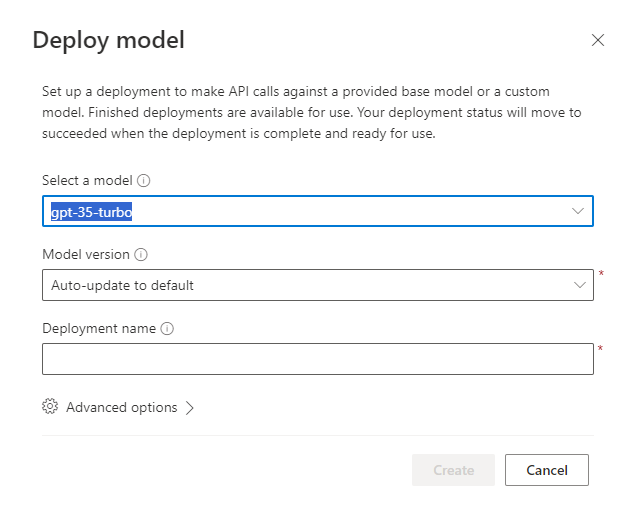 Deploy model
Set up a deployment to make API calls against a provided base model or a custom
model. Finished deployments are available for use. Your deployment status will move to
succeeded when the deployment is complete and ready for use.
Select a model
gpt-35-turbo
Model version
Auto-update to default
*
Deployment name
*
Advanced options
Create
Cancel